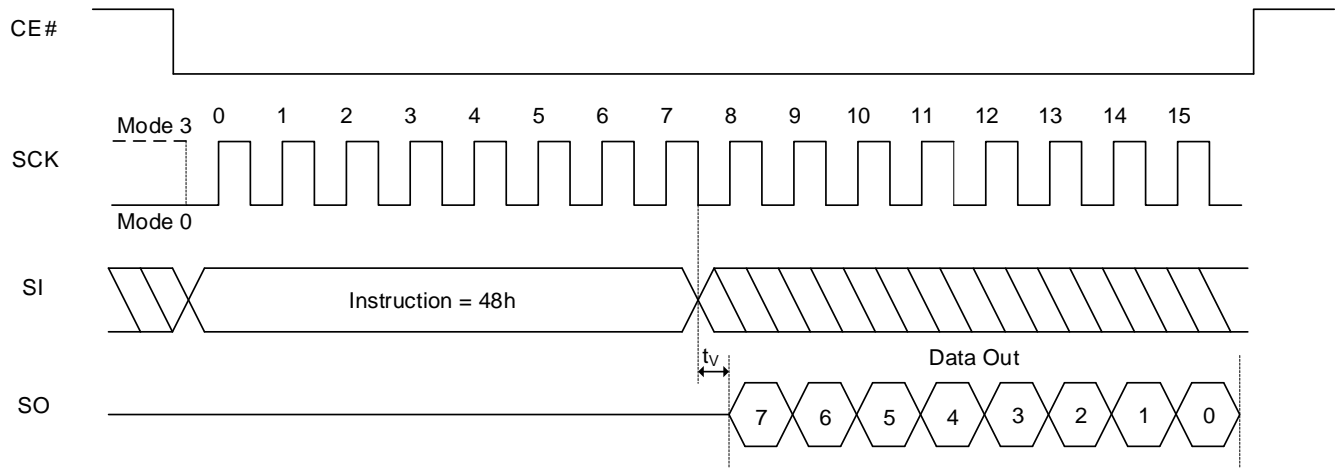 CE#
0 1 2 3 4 5 6 7 8 9 10 11 12 13 14 15
Mode 3
SCK
Mode 0
SI
Instruction = 48h
tV
Data Out
SO
7 6 5 4 3 2 1 0